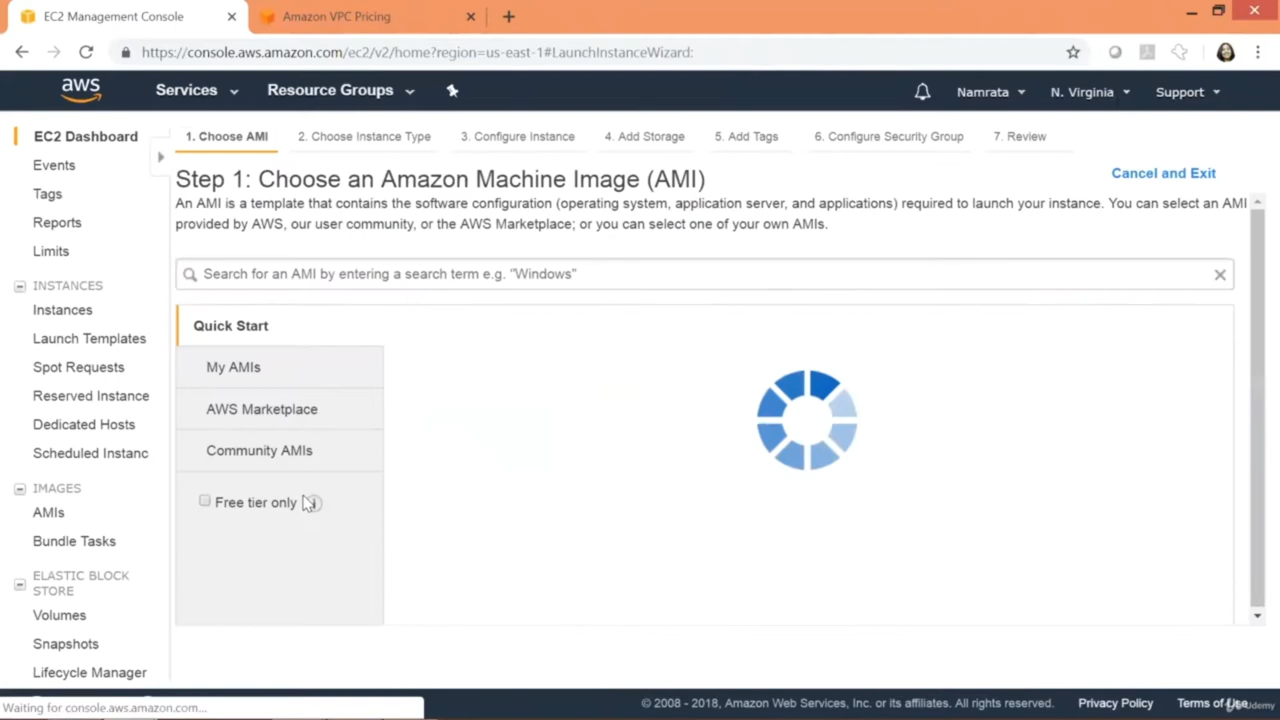 EC2 Management Console
Amazon VPC Pricing
https://console.aws.amazon.com/ec2/v2/home?region=us-east-1#LaunchInstanceWizard:
aws
Services
Resource Groups
Namrata
N. Virginia
Support
EC2 Dashboard
Events
Tags
Reports
Limits
INSTANCES
Instances
Launch Templates
Spot Requests
Reserved Instance
Dedicated Hosts
Scheduled Instanc
IMAGES
AMIs
Bundle Tasks
ELASTIC BLOCK
STORE
Volumes
Snapshots
Lifecycle Manager
1. Choose AMI
2. Choose Instance Type
3. Configure Instance
4. Add Storage
5. Add Tags
6. Configure Security Group
7. Review
Step 1: Choose an Amazon Machine Image (AMI)
Cancel and Exit
An AMI is a template that contains the software configuration (operating system, application server, and applications) required to launch your instance. You can select an AMI
provided by AWS, our user community, or the AWS Marketplace; or you can select one of your own AMIs.
Search for an AMI by entering a search term e.g. "Windows"
Quick Start
My AMIs
AWS Marketplace
Community AMIs
Free tier only
Waiting for console.aws.amazon.com...
© 2008 - 2018, Amazon Web Services, Inc. or its affiliates. All rights reserved.
Privacy Policy
Terms of Use
Udemy